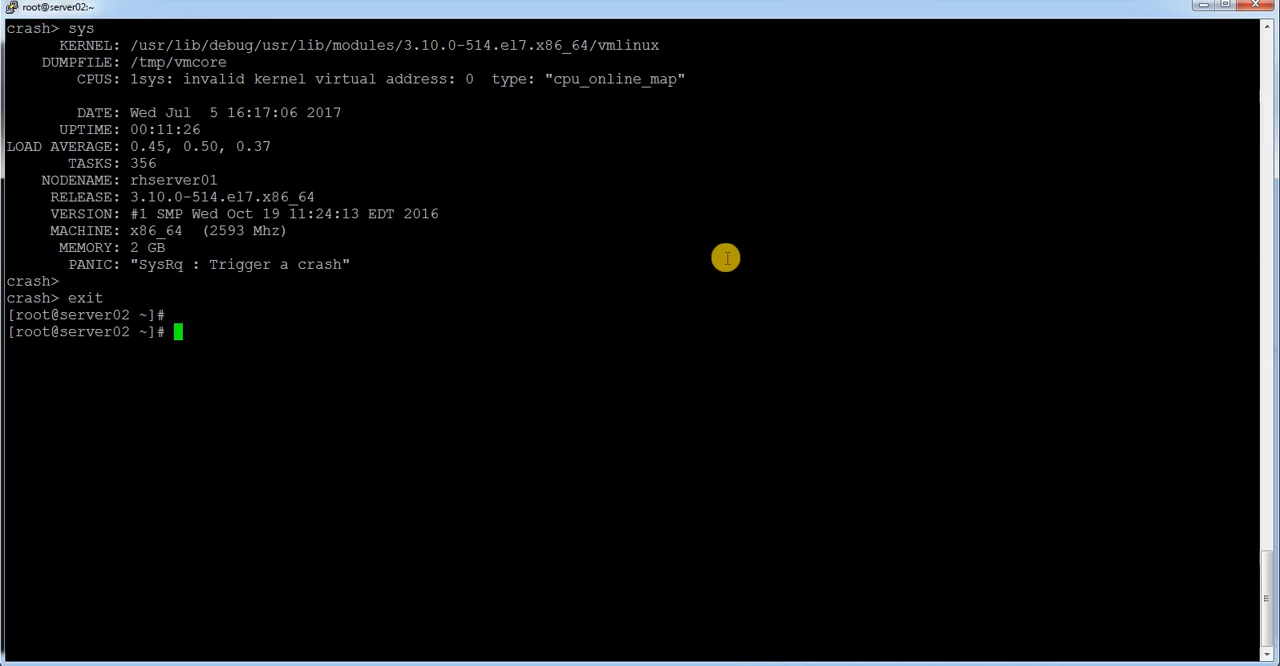 root@server02:~
crash> sys
KERNEL: /usr/lib/debug/usr/lib/modules/3.10.0-514.el7.x86_64/vmlinux
DUMPFILE: /tmp/vmcore
CPUS: 1sys: invalid kernel virtual address: 0  type: "cpu_online_map"
DATE: Wed Jul  5 16:17:06 2017
UPTIME: 00:11:26
LOAD AVERAGE: 0.45, 0.50, 0.37
TASKS: 356
NODENAME: rhserver01
RELEASE: 3.10.0-514.el7.x86_64
VERSION: #1 SMP Wed Oct 19 11:24:13 EDT 2016
MACHINE: x86_64  (2593 Mhz)
MEMORY: 2 GB
PANIC: "SysRq : Trigger a crash"
crash>
crash> exit
[root@server02 ~]#
[root@server02 ~]#